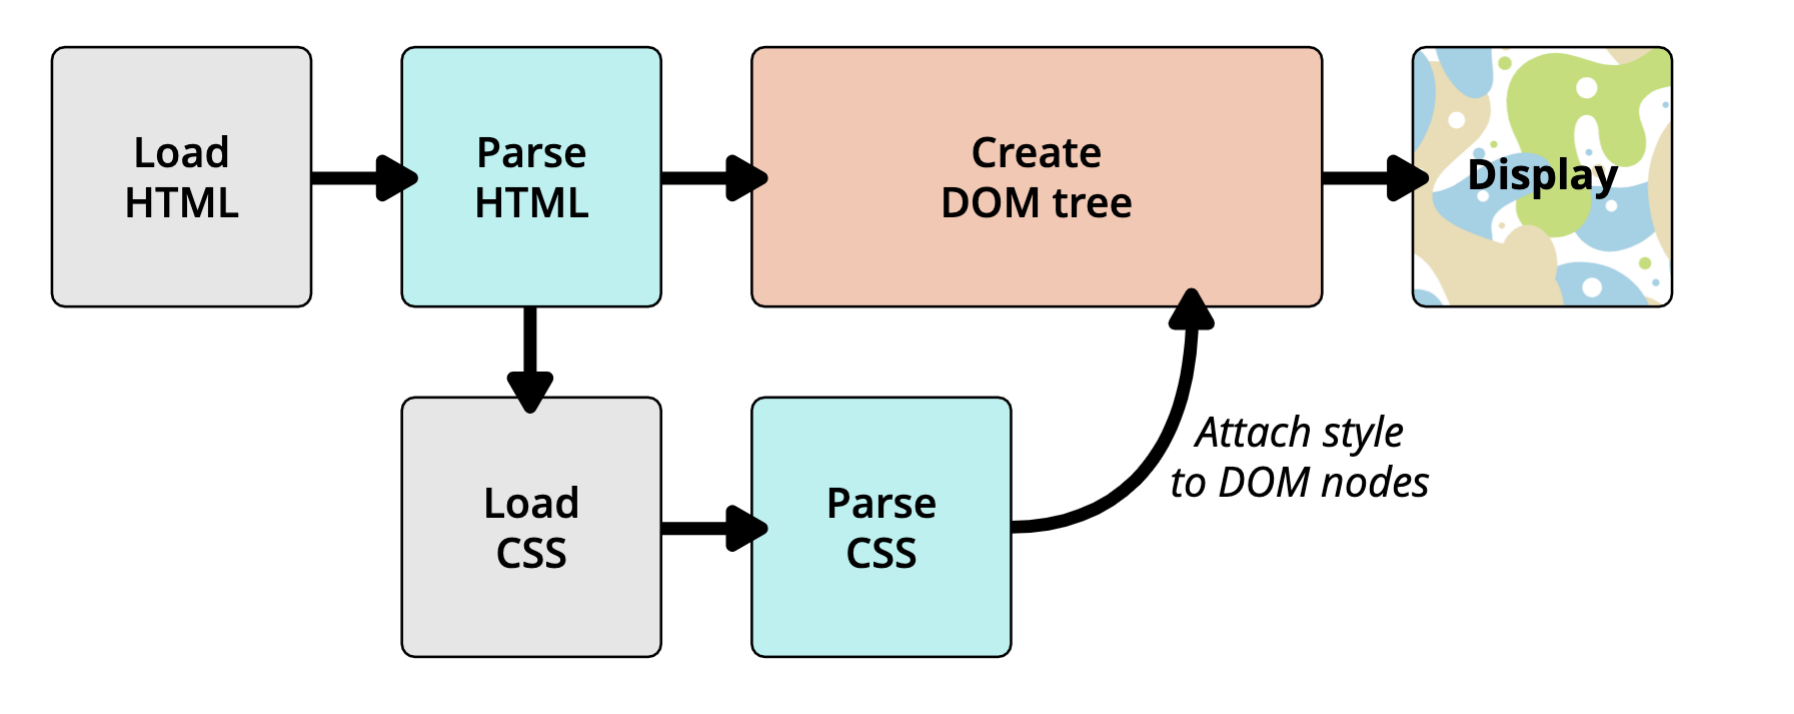 Load
HTML
Parse
HTML
Create
DOM tree
Display
Load
CSS
Parse
CSS
Attach style
to DOM nodes